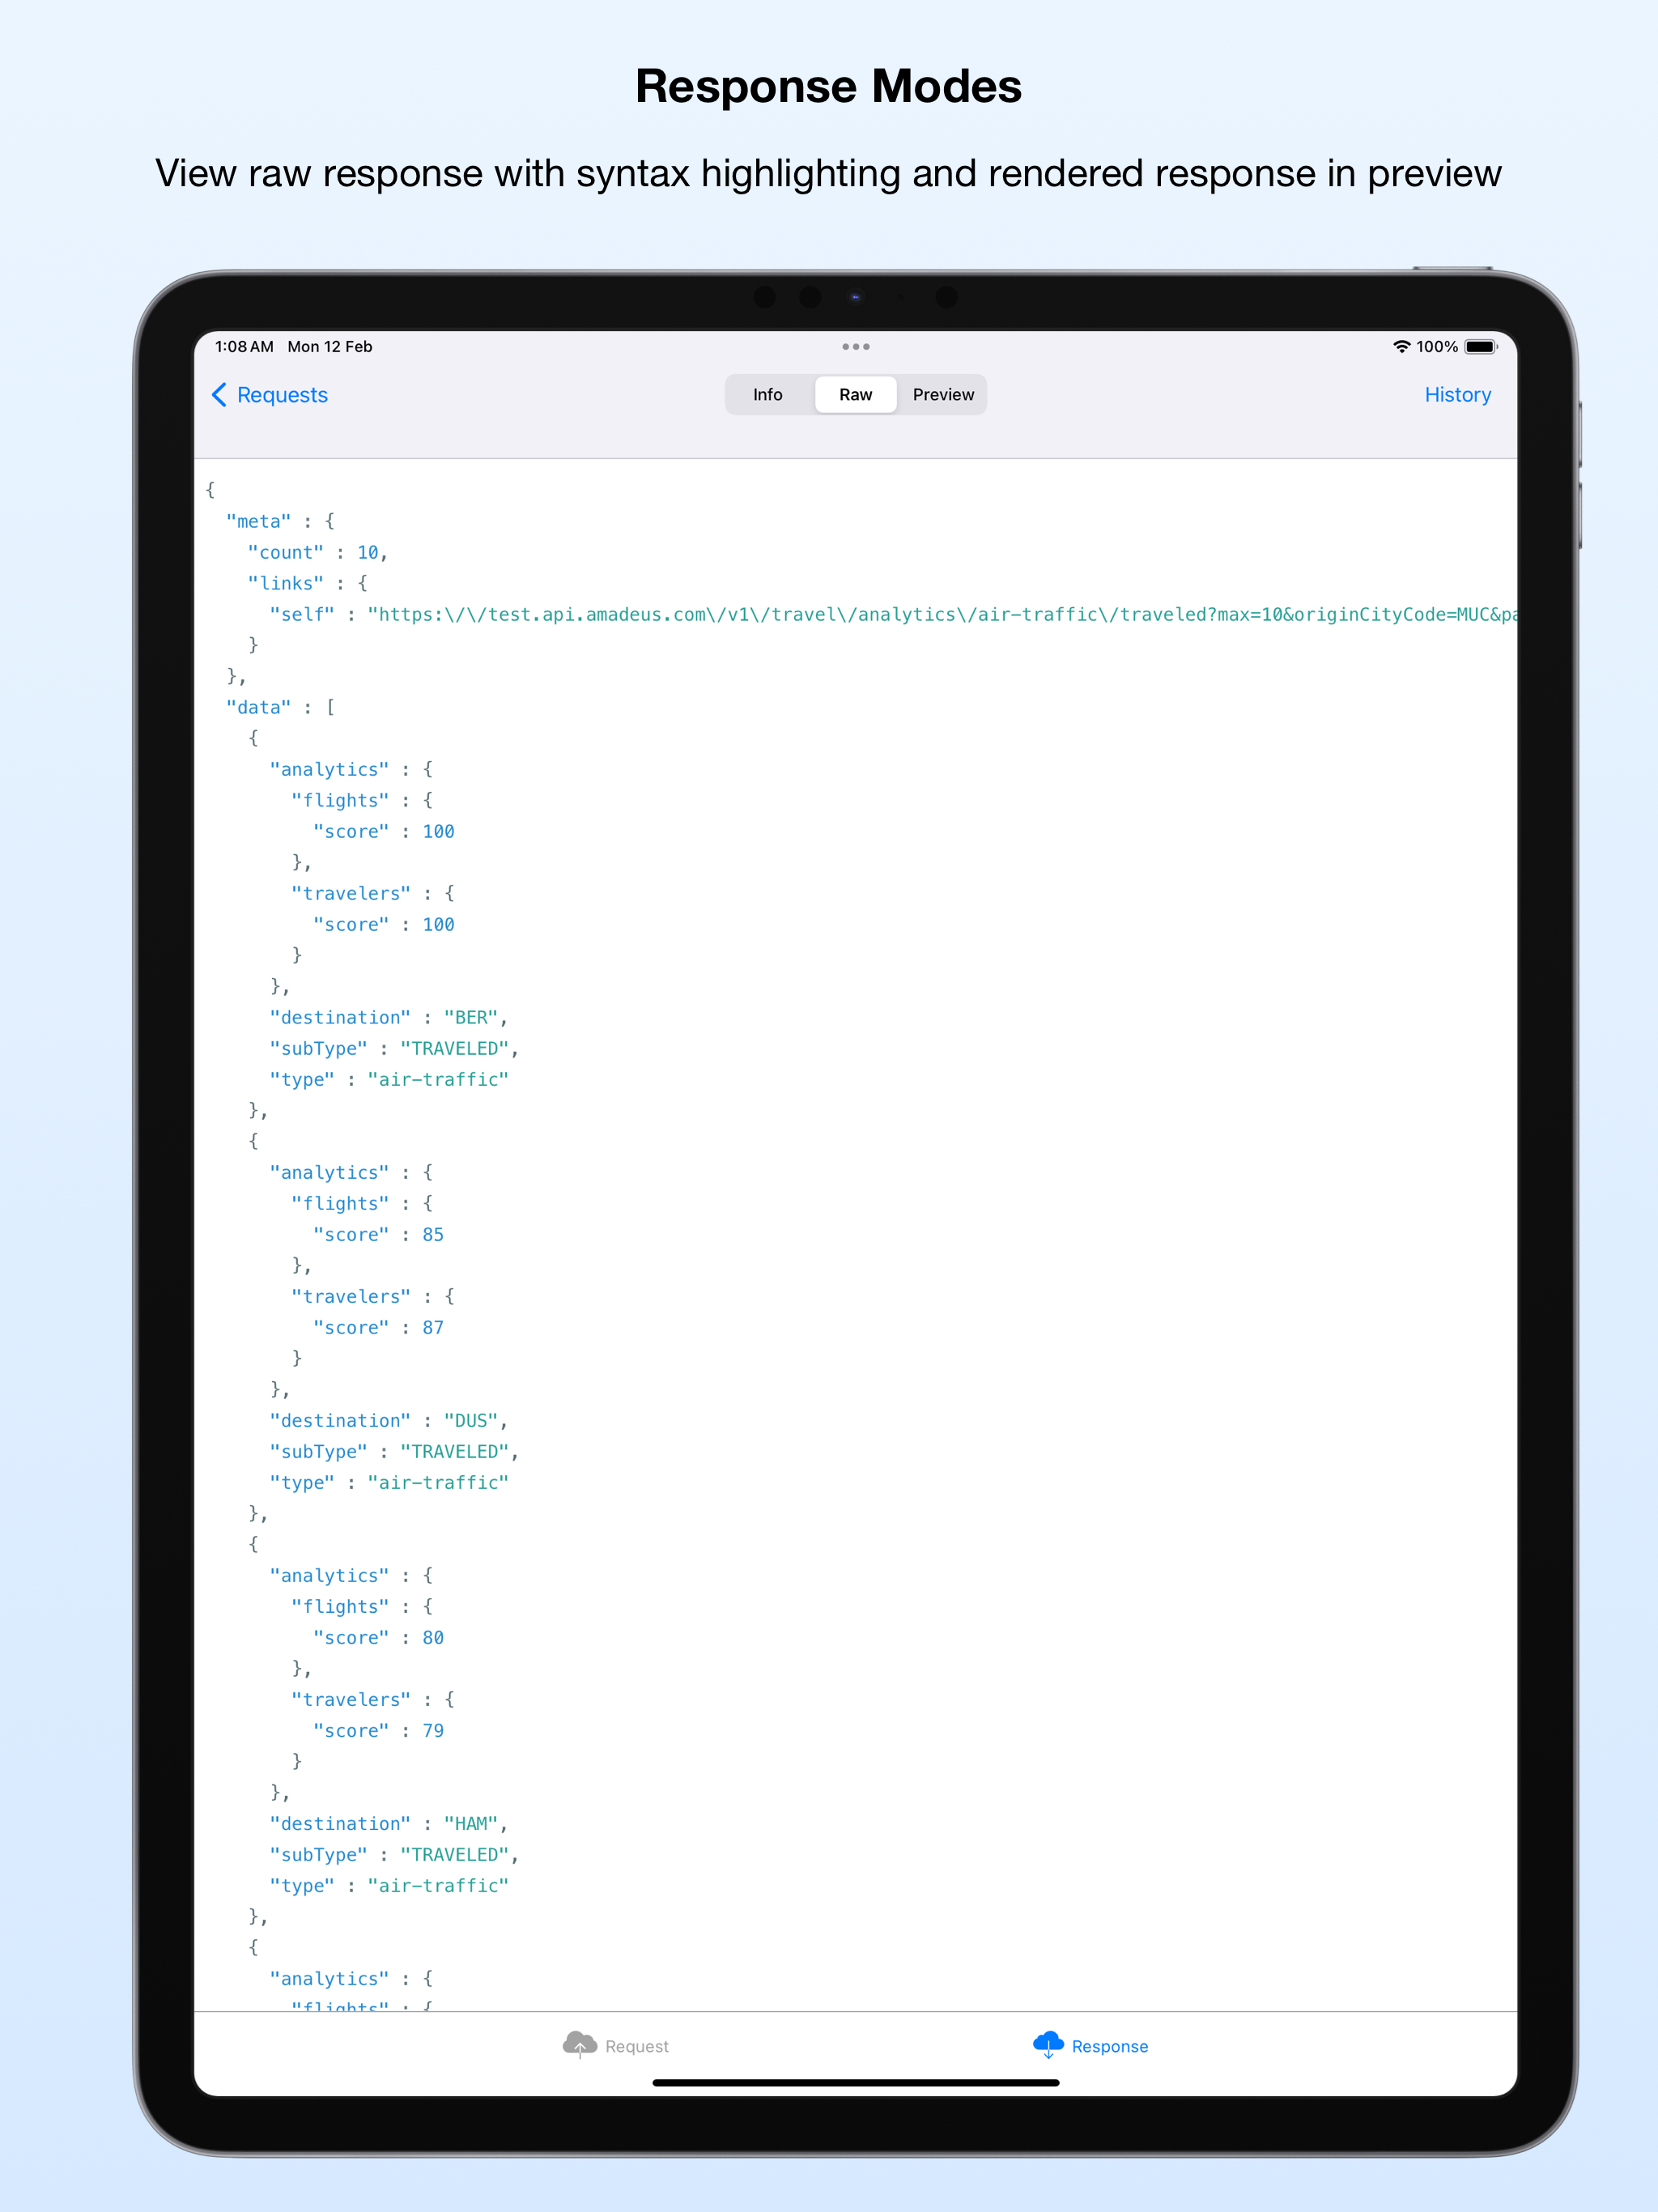 Response Modes
View raw response with syntax highlighting and rendered response in preview
1:08 AM Mon 12 Feb
100%
Requests
Info Raw Preview
History
{
"meta" : {
"count" : 10,
"links" : {
"self" : "https:\/\/test.api.amadeus.com\/v1\/travel\/analytics\/air-traffic\/traveled?max=10&originCityCode=MUC&pa
}
},
"data" : [
{
"analytics" : {
"flights" : {
"score" : 100
},
"travelers" : {
"score" : 100
}
},
"destination" : "BER",
"subType" : "TRAVELED",
"type" : "air-traffic"
},
{
"analytics" : {
"flights" : {
"score" : 85
},
"travelers" : {
"score" : 87
}
},
"destination" : "DUS",
"subType" : "TRAVELED",
"type" : "air-traffic"
},
{
"analytics" : {
"flights" : {
"score" : 80
},
"travelers" : {
"score" : 79
}
},
"destination" : "HAM",
"subType" : "TRAVELED",
"type" : "air-traffic"
},
{
"analytics" : {
"flights" : {
Request
Response